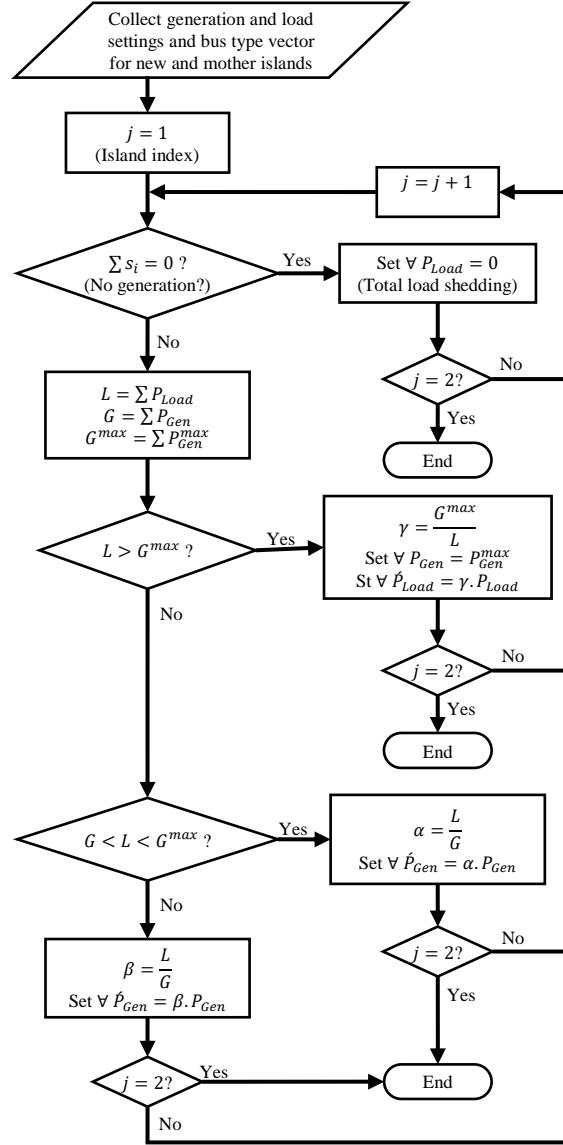 Collect generation and load
settings and bus type vector
for new and mother islands
j = 1
(Island index)
j = j + 1
∑ s_i = 0 ?
(No generation?)
Yes
Set ∀ P_Load = 0
(Total load shedding)
No
j = 2?
No
Yes
End
L = ∑ P_Load
G = ∑ P_Gen
G^max = ∑ P_Gen^max
L > G^max ?
Yes
γ = G^max / L
Set ∀ P_Gen = P_Gen^max
St ∀ Ṕ_Load = γ. P_Load
No
j = 2?
No
Yes
End
G < L < G^max ?
Yes
α = L / G
Set ∀ Ṕ_Gen = α. P_Gen
No
j = 2?
No
Yes
β = L / G
Set ∀ Ṕ_Gen = β. P_Gen
j = 2?
Yes
End
No